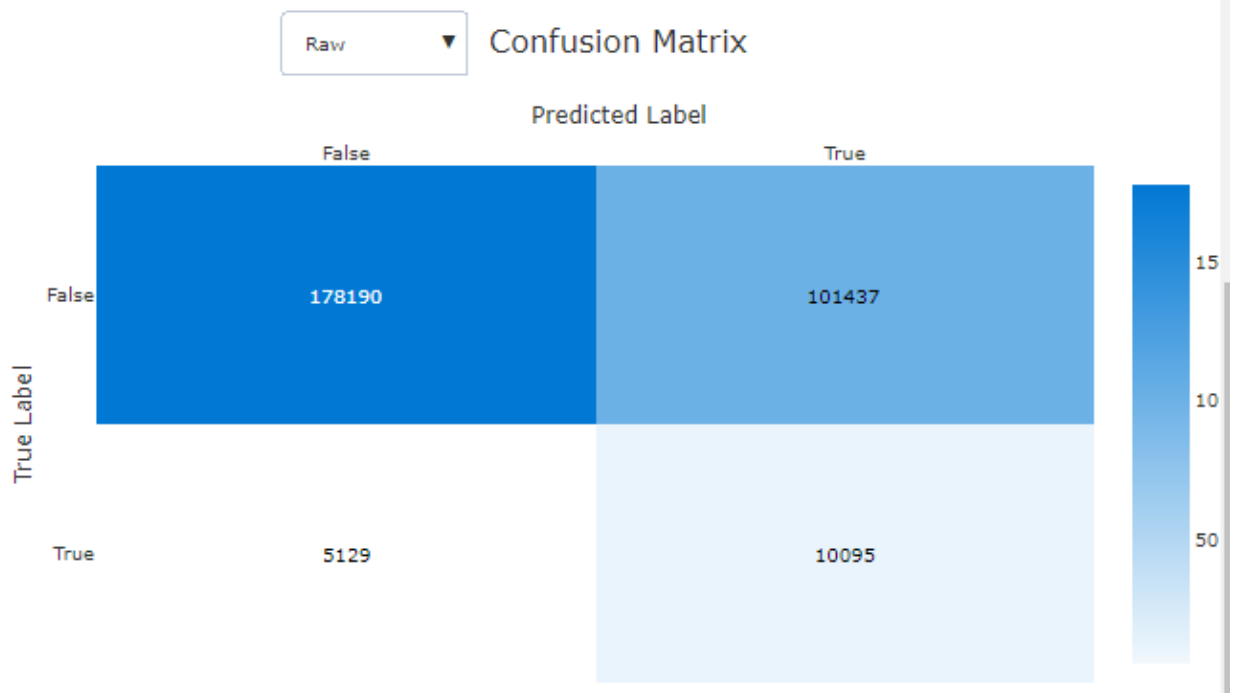 Raw ▼ Confusion Matrix
Predicted Label
False True
15
False 178190 101437
10
True Label
50
True 5129 10095